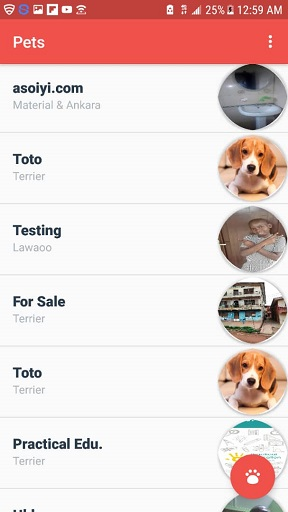 25% 12:59 AM
Pets
asoiyi.com
Material & Ankara
Toto
Terrier
Testing
Lawaoo
For Sale
Terrier
Toto
Terrier
Practical Edu.
Terrier